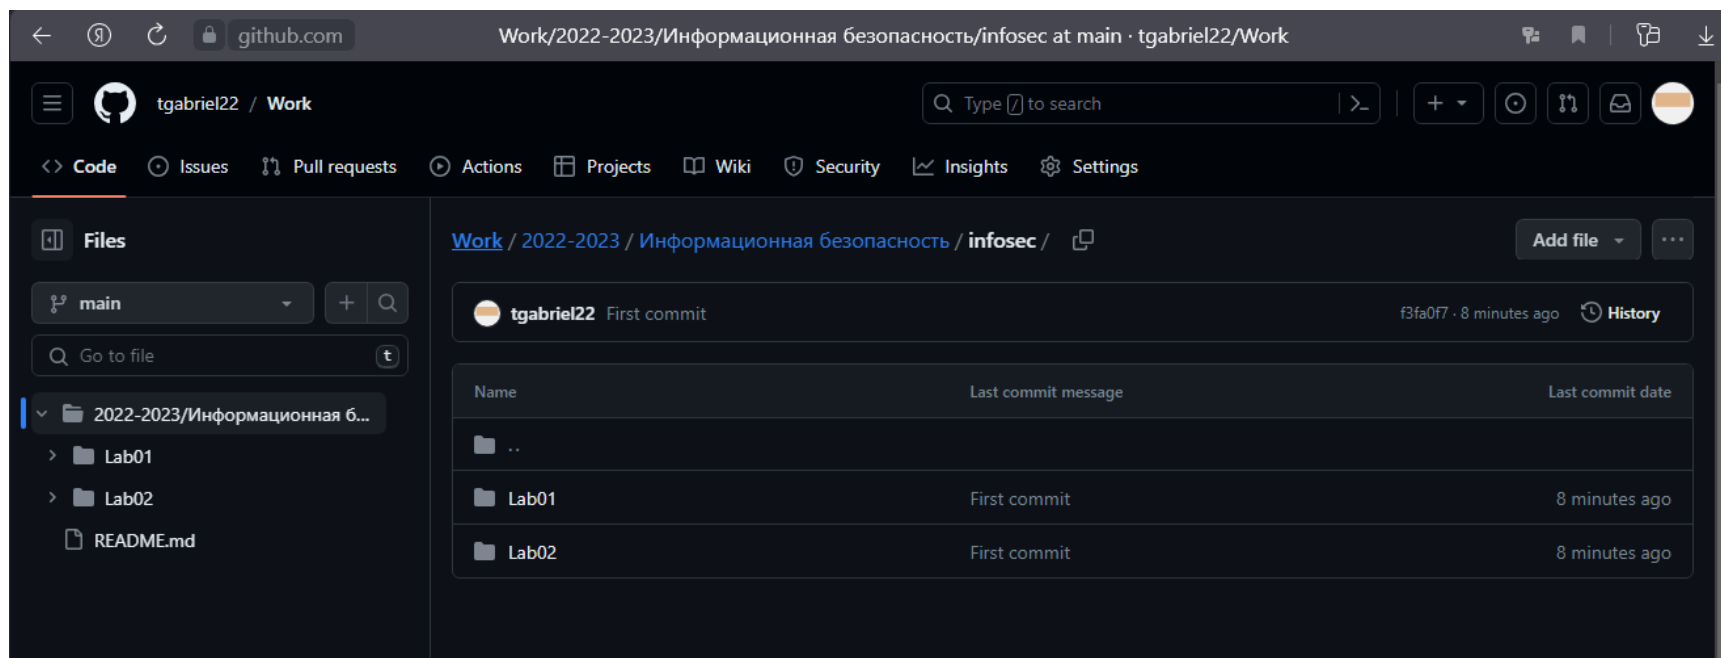 github.com Work/2022-2023/Информационная безопасность/infosec at main · tgabriel22/Work
tgabriel22 / Work Type / to search
Code Issues Pull requests Actions Projects Wiki Security Insights Settings
Files
main
Go to file t
2022-2023/Информационная б...
Lab01
Lab02
README.md
Work / 2022-2023 / Информационная безопасность / infosec / Add file
tgabriel22 First commit f3fa0f7 · 8 minutes ago History
Name Last commit message Last commit date
..
Lab01 First commit 8 minutes ago
Lab02 First commit 8 minutes ago